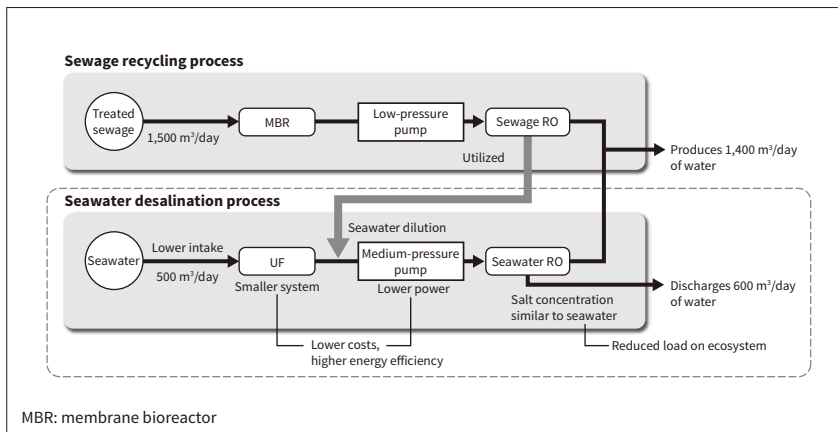 Sewage recycling process
Treated
sewage
1,500 m³/day
MBR
Low-pressure
pump
Sewage RO
Utilized
Produces 1,400 m³/day
of water
Seawater desalination process
Seawater dilution
Seawater
Lower intake
500 m³/day
UF
Smaller system
Medium-pressure
pump
Lower power
Seawater RO
Salt concentration
similar to seawater
Discharges 600 m³/day
of water
Lower costs,
higher energy efficiency
Reduced load on ecosystem
MBR: membrane bioreactor